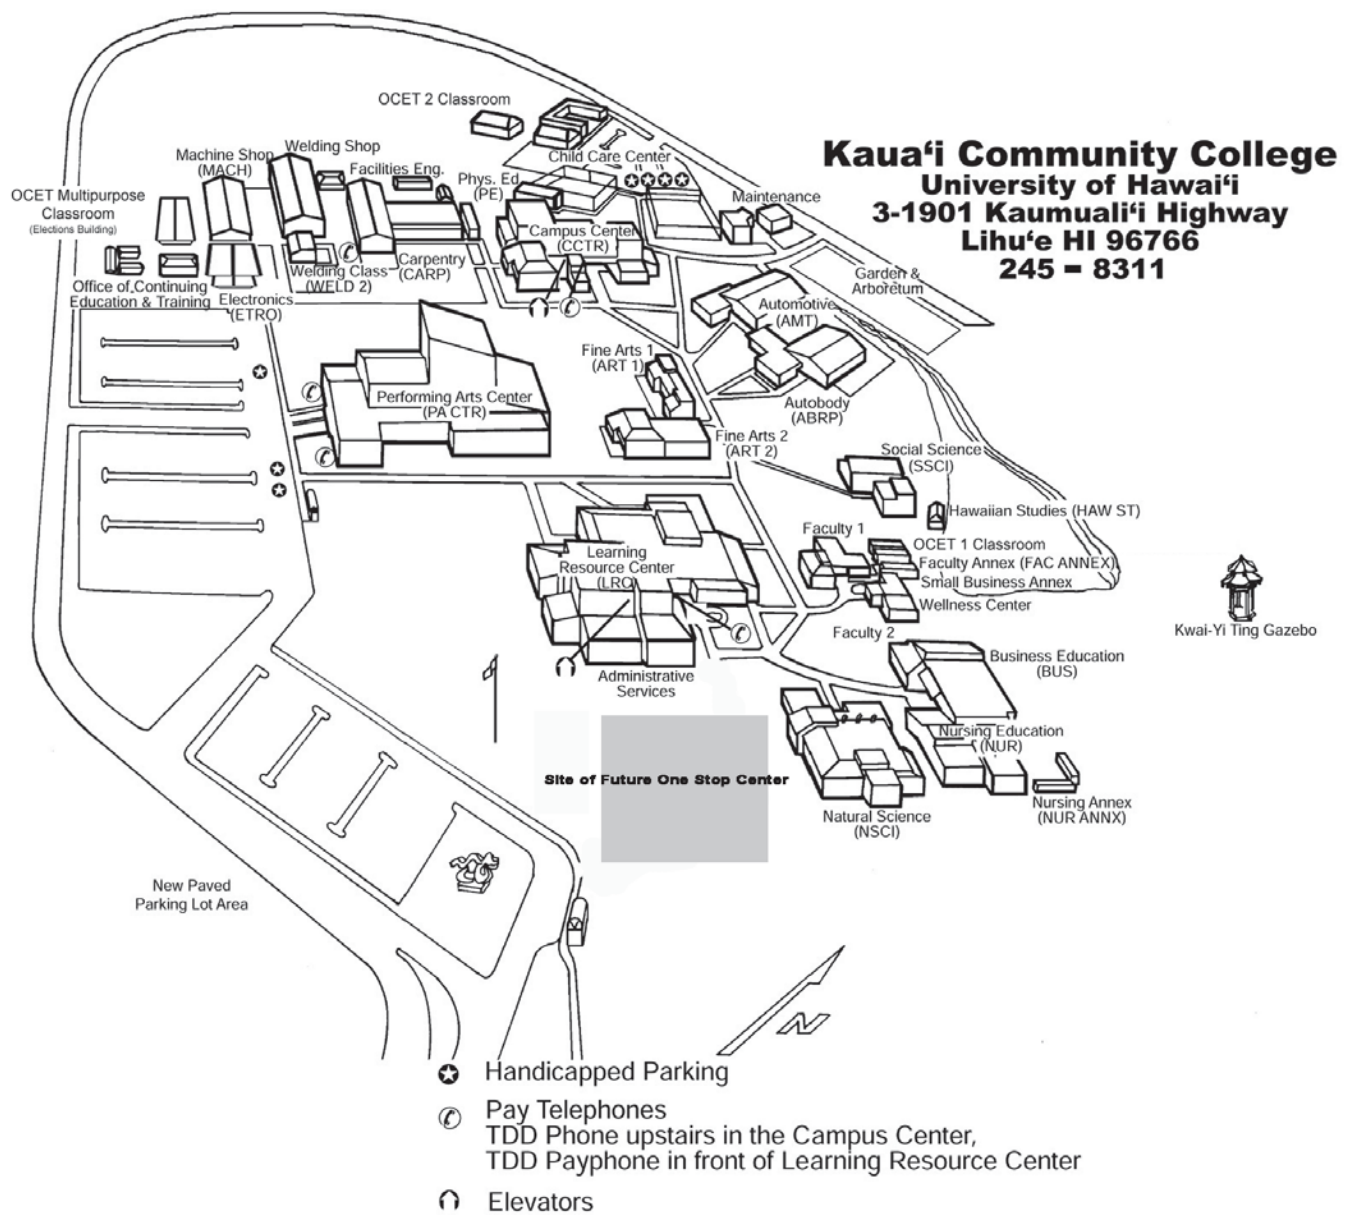 Kaua‘i Community College
University of Hawai‘i
3-1901 Kaumuali‘i Highway
Lihu‘e HI 96766
245 - 8311
OCET 2 Classroom
Child Care Center
Welding Shop
Machine Shop
(MACH)
Facilities Eng.
Phys. Ed
(PE)
Maintenance
OCET Multipurpose
Classroom
(Elections Building)
Campus Center
(CCTR)
Office of Continuing
Education & Training
Electronics
(ETRO)
Welding Class
(WELD 2)
Carpentry
(CARP)
Garden &
Arboretum
Automotive
(AMT)
Fine Arts 1
(ART 1)
Performing Arts Center
(PA CTR)
Autobody
(ABRP)
Fine Arts 2
(ART 2)
Social Science
(SSCI)
Hawaiian Studies (HAW ST)
Faculty 1
OCET 1 Classroom
Faculty Annex (FAC ANNEX)
Small Business Annex
Wellness Center
Faculty 2
Learning
Resource Center
(LRC)
Kwai-Yi Ting Gazebo
Administrative
Services
Business Education
(BUS)
Nursing Education
(NUR)
Site of Future One Stop Center
Natural Science
(NSCI)
Nursing Annex
(NUR ANNX)
New Paved
Parking Lot Area
N
Handicapped Parking
Pay Telephones
TDD Phone upstairs in the Campus Center,
TDD Payphone in front of Learning Resource Center
Elevators